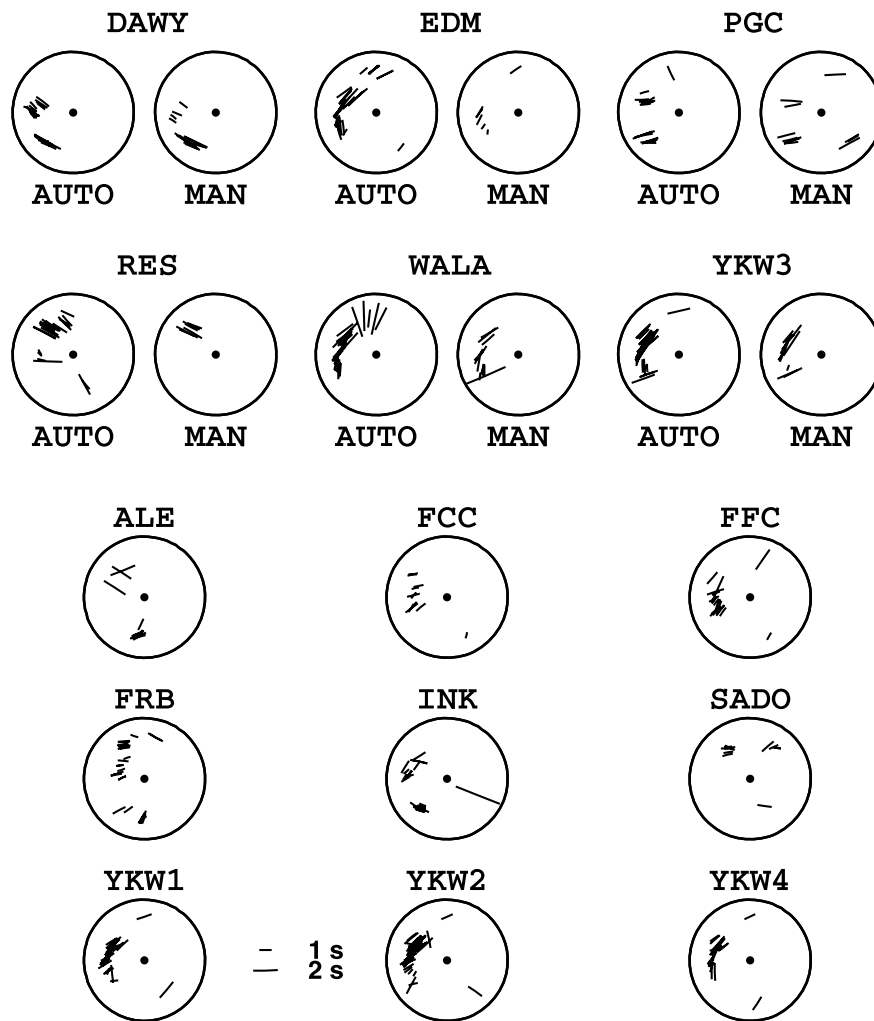 DAWY EDM PGC
AUTO MAN AUTO MAN AUTO MAN
RES WALA YKW3
AUTO MAN AUTO MAN AUTO MAN
ALE FCC FFC
FRB INK SADO
YKW1 YKW2 YKW4
1 s
2 s